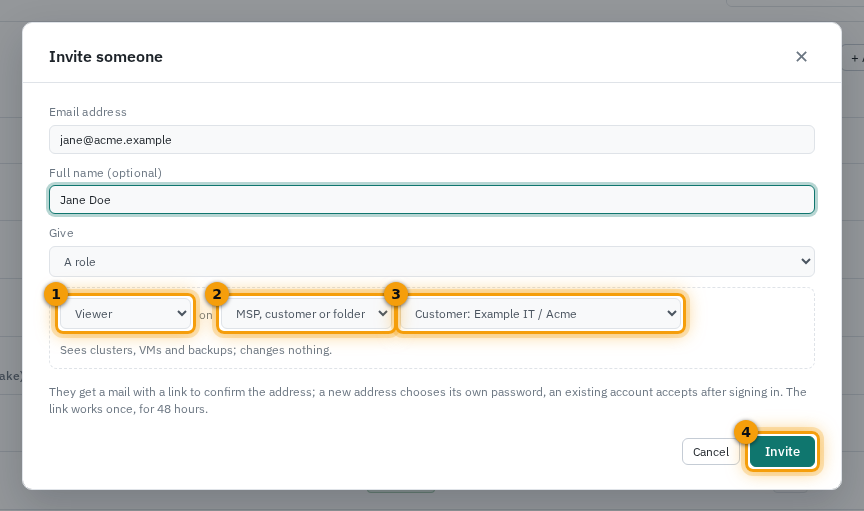 Invite someone
Email address
jane@acme.example
Full name (optional)
Jane Doe
Give
A role
1 2 3
Viewer on MSP, customer or folder Customer: Example IT / Acme
Sees clusters, VMs and backups; changes nothing.
ake)
They get a mail with a link to confirm the address; a new address chooses its own password, an existing account accepts after signing in. The
link works once, for 48 hours.
4
Cancel Invite